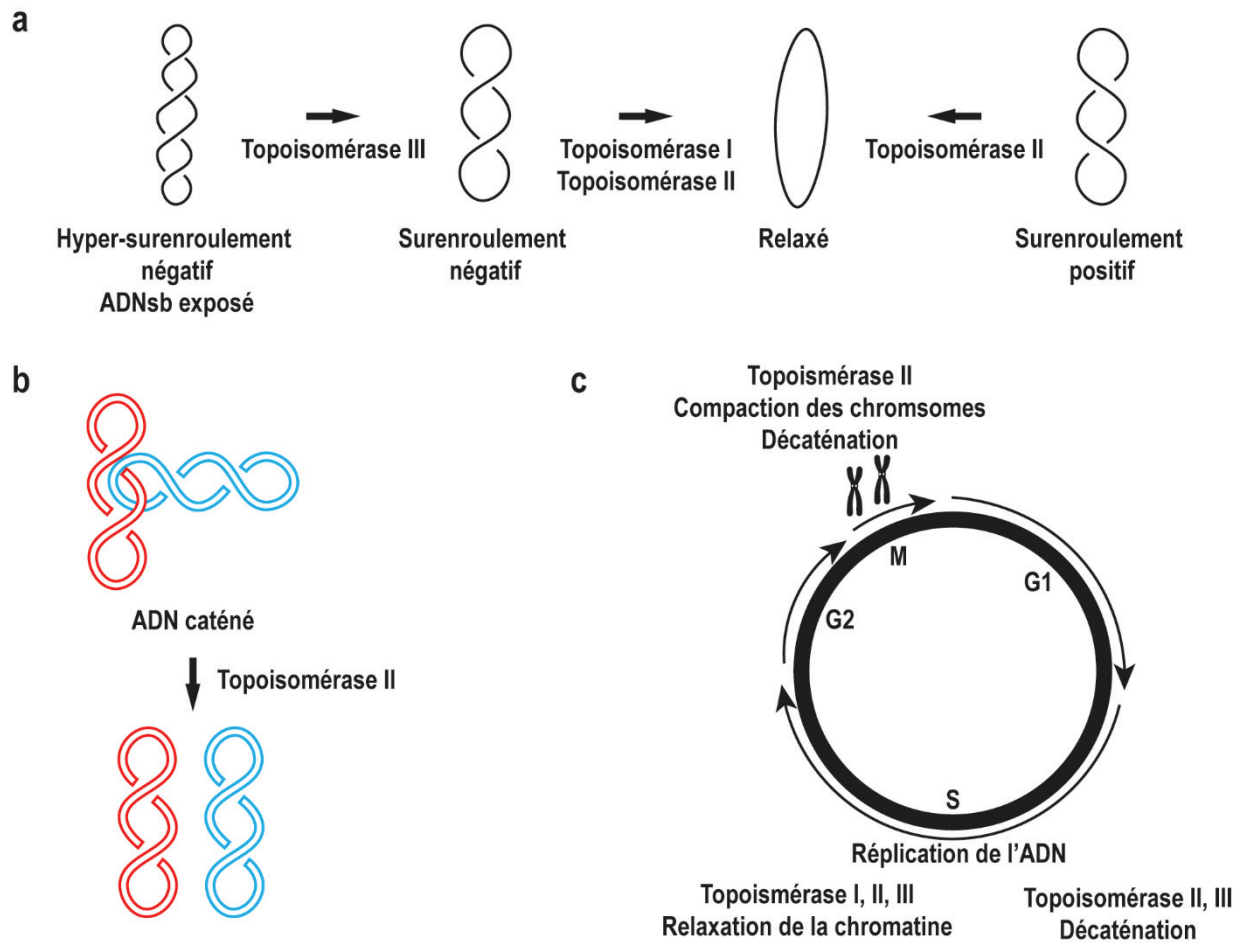 a
Topoisomérase III
Topoisomérase I
Topoisomérase II
Topoisomérase II
Hyper-surenroulement
négatif
ADNsb exposé
Surenroulement
négatif
Relaxé
Surenroulement
positif
b
ADN caténé
Topoisomérase II
c
Topoismérase II
Compaction des chromsomes
Décaténation
M
G1
G2
S
Réplication de l'ADN
Topoismérase I, II, III
Relaxation de la chromatine
Topoisomérase II, III
Décaténation